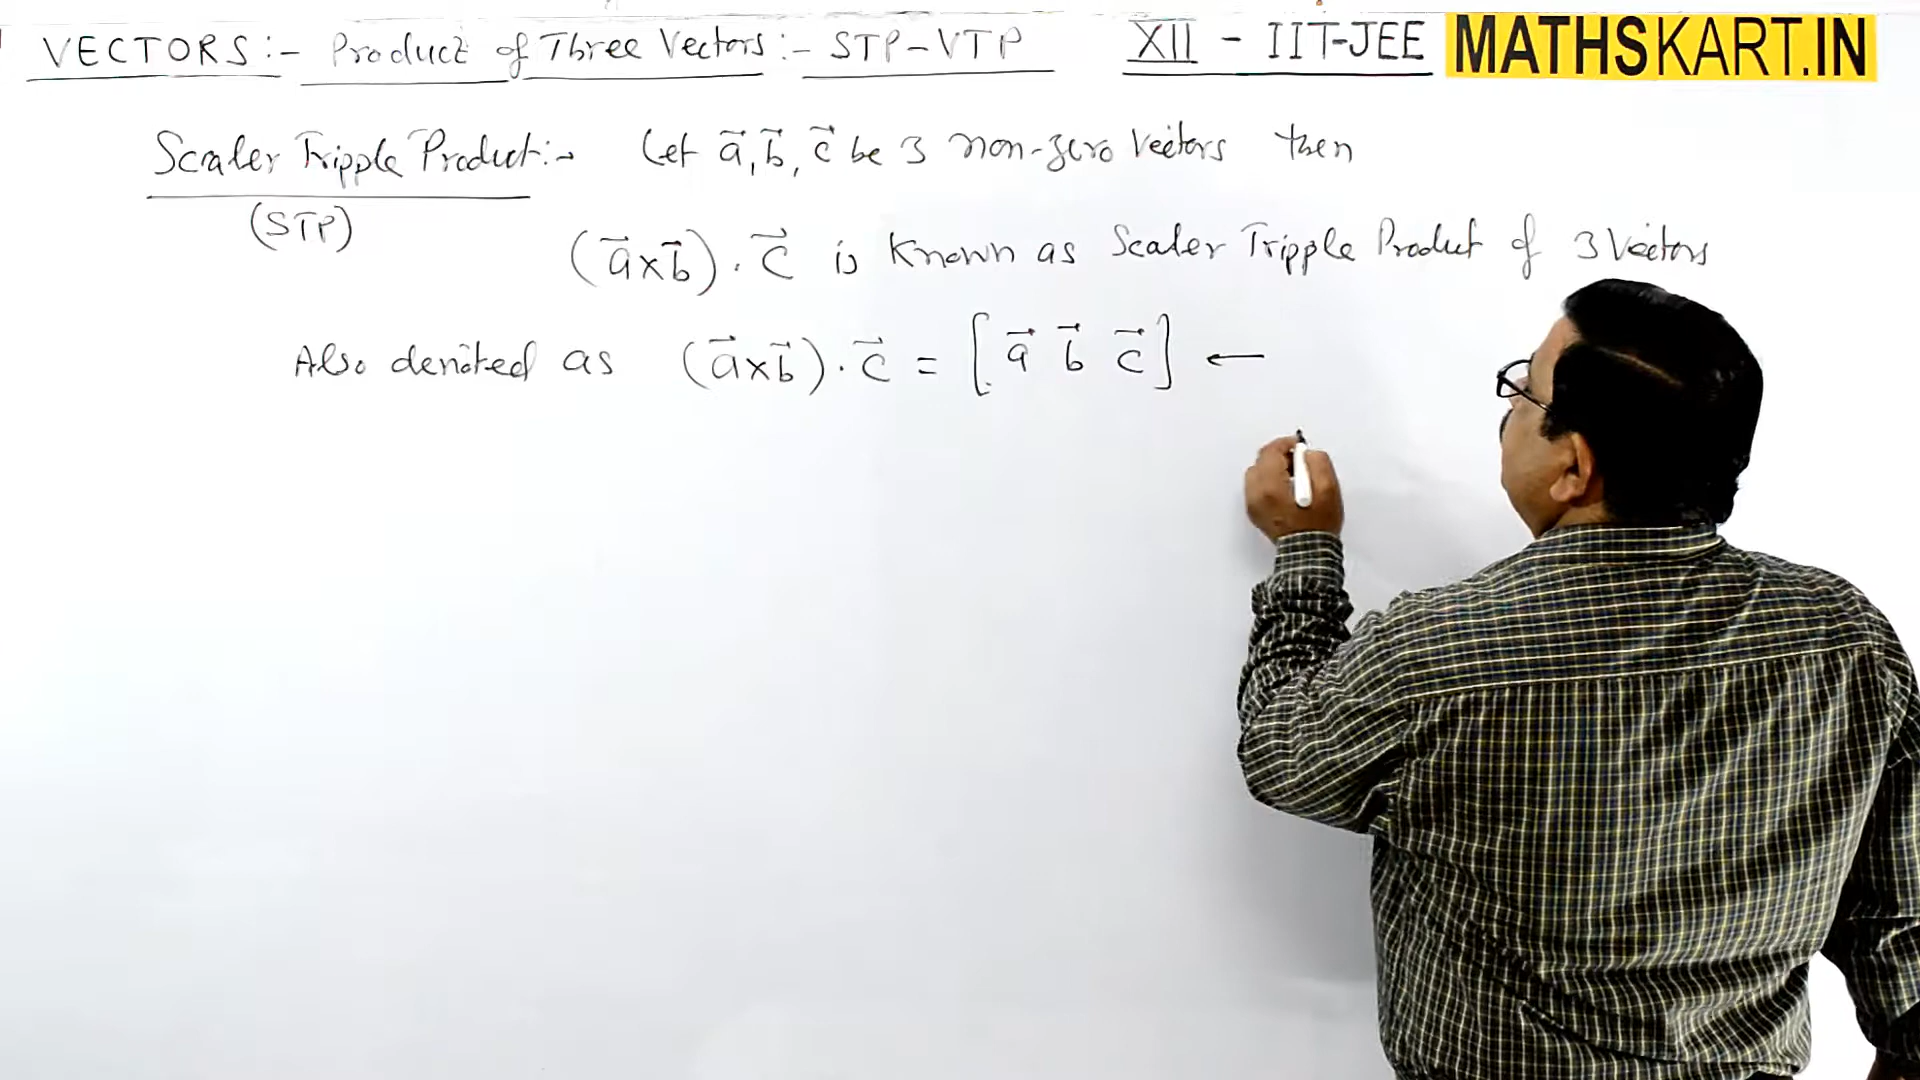 VECTORS:- Product of Three Vectors:- STP-VTP XII - IIT-JEE MATHSKART.IN
Scaler Tripple Product:→ Let a⃗, b⃗, c⃗ be 3 non-zero Vectors then
(STP)
(a⃗×b⃗)·c⃗ is known as Scaler Tripple Product of 3 Vectors
Also denoted as (a⃗×b⃗)·c⃗ = [a⃗ b⃗ c⃗] ←